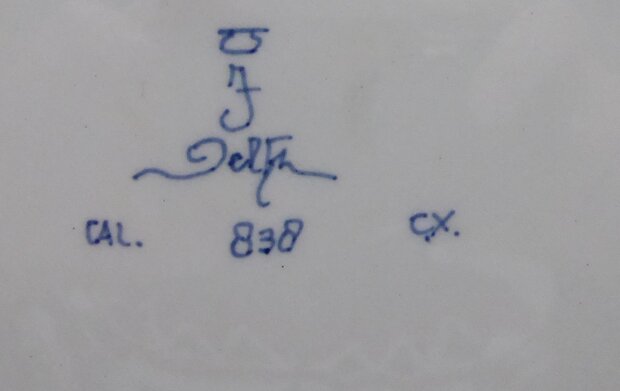 J
Delft
CAL. 838 CX.